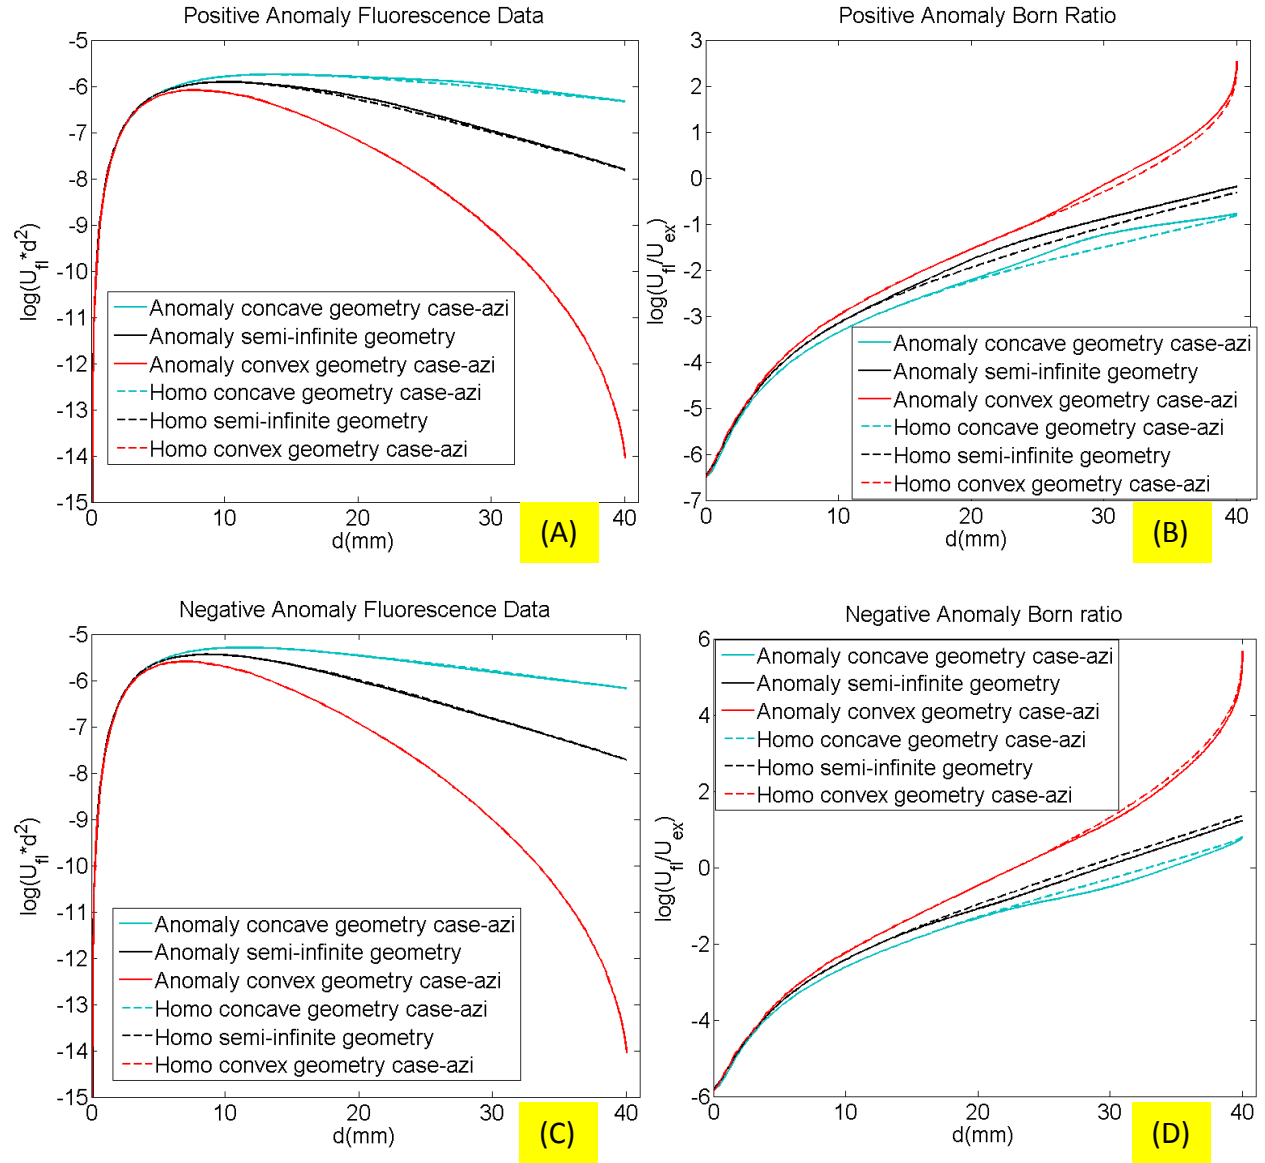 Positive Anomaly Fluorescence Data
-5
-6
-7
-8
-9
-10
-11
-12
-13
-14
-15
log(U_fl*d²)
Anomaly concave geometry case-azi
Anomaly semi-infinite geometry
Anomaly convex geometry case-azi
Homo concave geometry case-azi
Homo semi-infinite geometry
Homo convex geometry case-azi
0 10 20 30 40
d(mm)
(A)
Positive Anomaly Born Ratio
3
2
1
0
-1
-2
-3
-4
-5
-6
-7
log(U_fl/U_ex)
Anomaly concave geometry case-azi
Anomaly semi-infinite geometry
Anomaly convex geometry case-azi
Homo concave geometry case-azi
Homo semi-infinite geometry
Homo convex geometry case-azi
0 10 20 30 40
d(mm)
(B)
Negative Anomaly Fluorescence Data
-5
-6
-7
-8
-9
-10
-11
-12
-13
-14
-15
log(U_fl*d²)
Anomaly concave geometry case-azi
Anomaly semi-infinite geometry
Anomaly convex geometry case-azi
Homo concave geometry case-azi
Homo semi-infinite geometry
Homo convex geometry case-azi
0 10 20 30 40
d(mm)
(C)
Negative Anomaly Born ratio
6
4
2
0
-2
-4
-6
log(U_fl/U_ex)
Anomaly concave geometry case-azi
Anomaly semi-infinite geometry
Anomaly convex geometry case-azi
Homo concave geometry case-azi
Homo semi-infinite geometry
Homo convex geometry case-azi
0 10 20 30 40
d(mm)
(D)